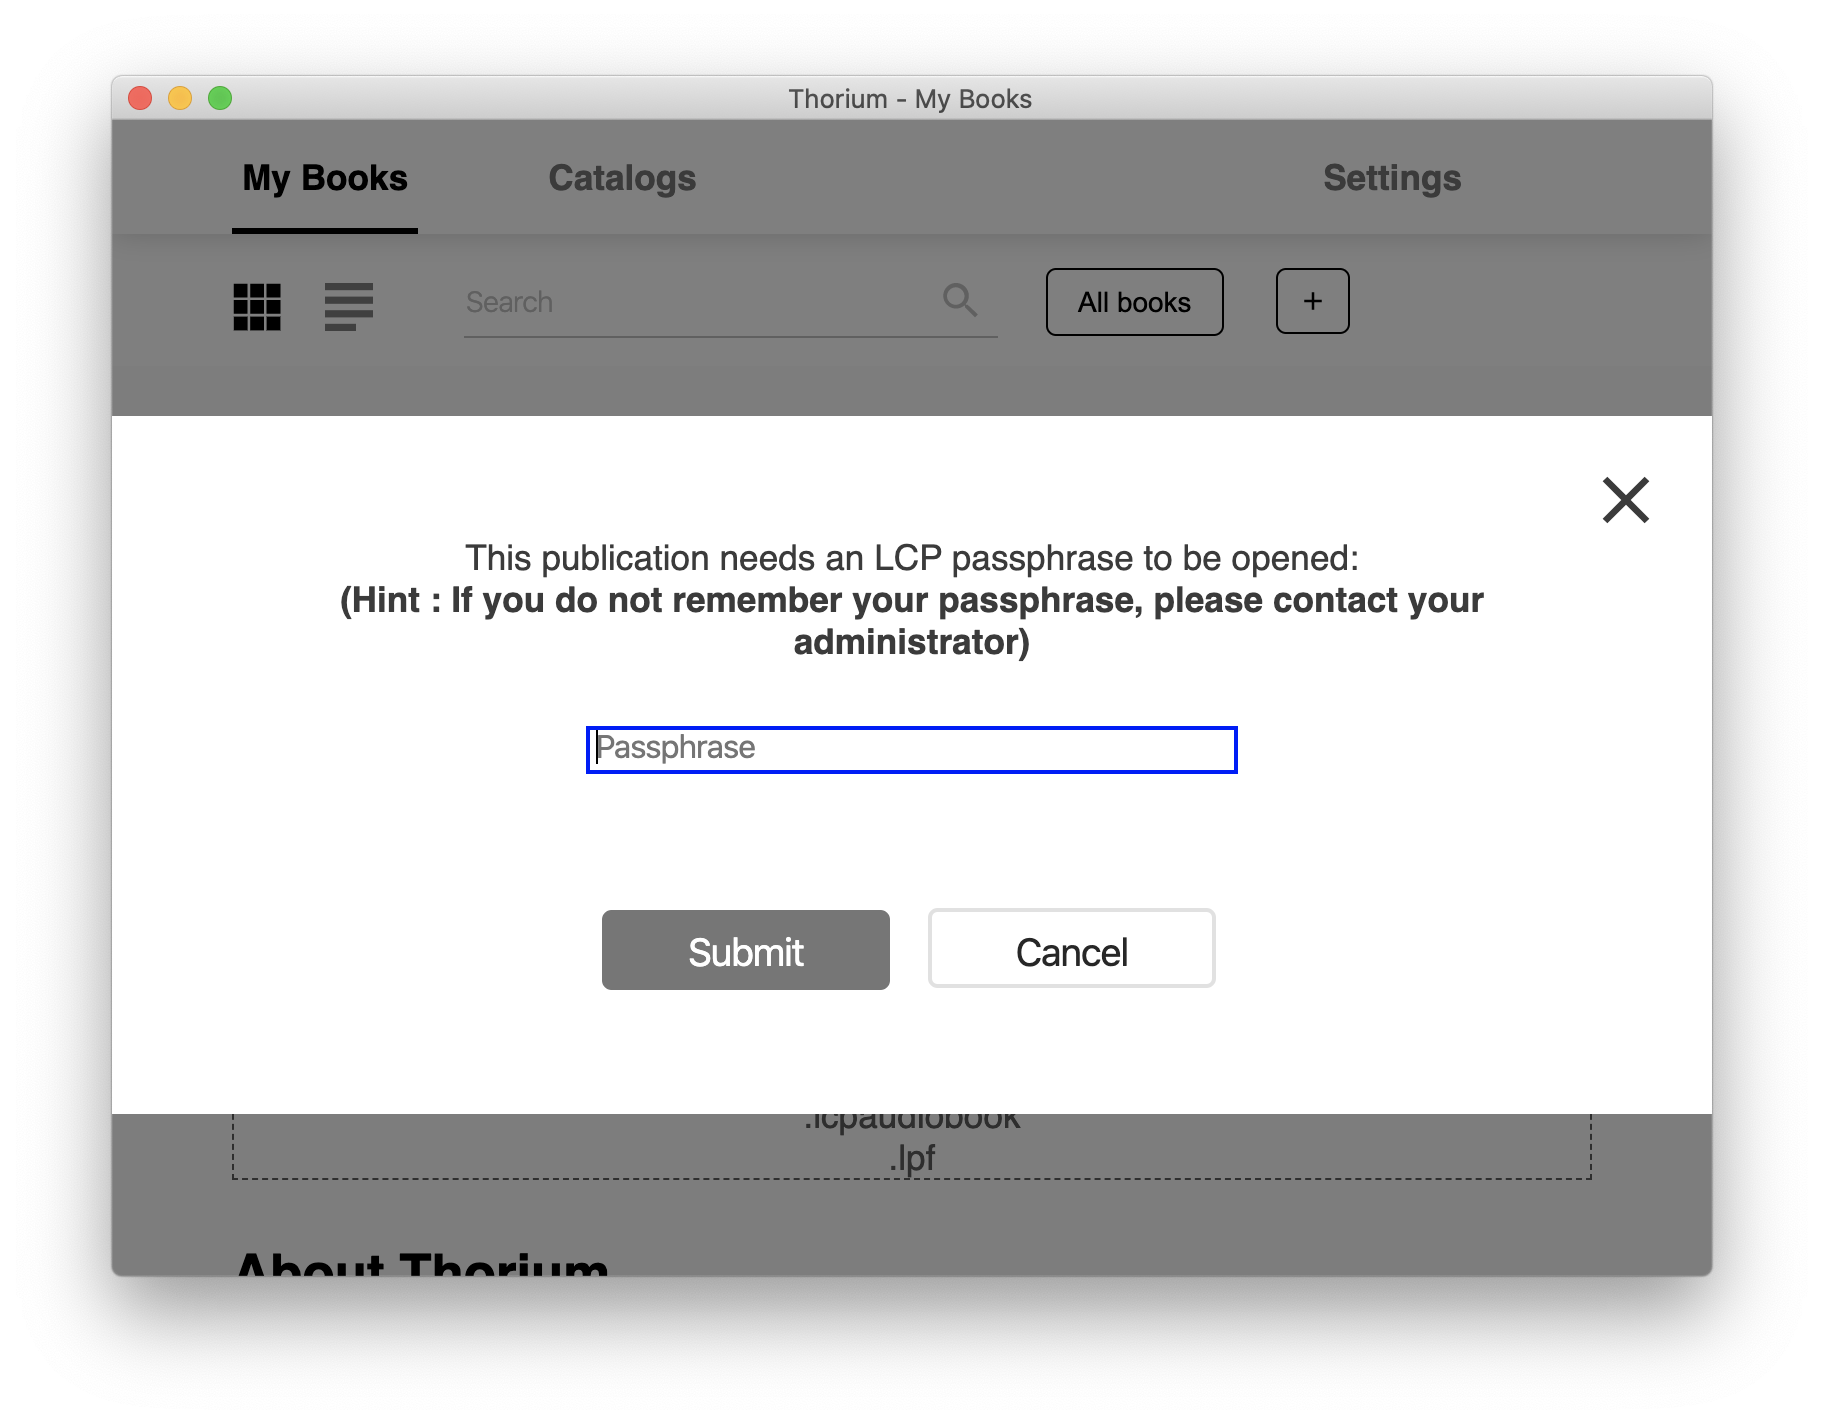 Thorium - My Books
My Books
Catalogs
Settings
Search
All books
+
This publication needs an LCP passphrase to be opened:
(Hint : If you do not remember your passphrase, please contact your
administrator)
Passphrase
Submit
Cancel
.lcpaudiobook
.lpf
About Thorium